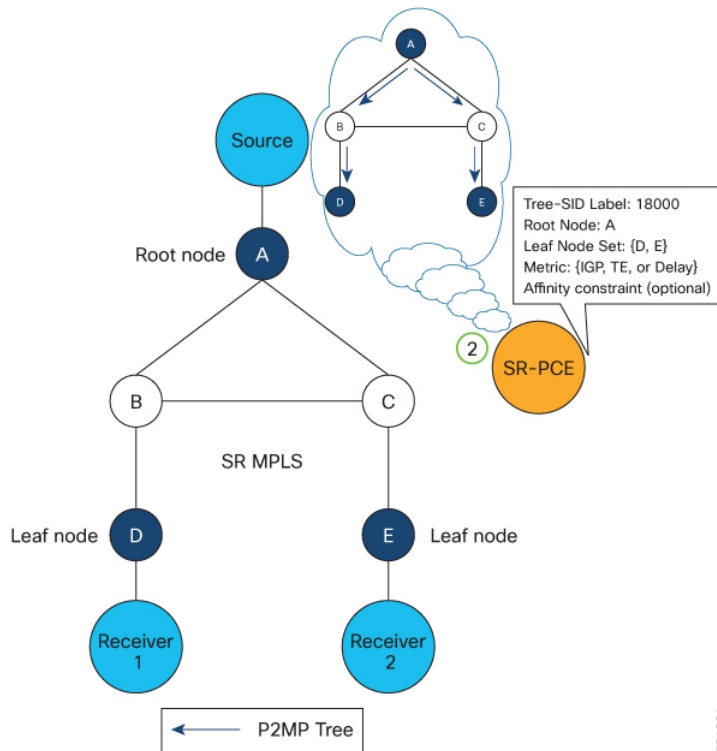 A
B
C
D
E
Source
Tree-SID Label: 18000
Root Node: A
Leaf Node Set: {D, E}
Metric: {IGP, TE, or Delay}
Affinity constraint (optional)
Root node
A
2
SR-PCE
B
C
SR MPLS
Leaf node
D
E
Leaf node
Receiver
1
Receiver
2
P2MP Tree